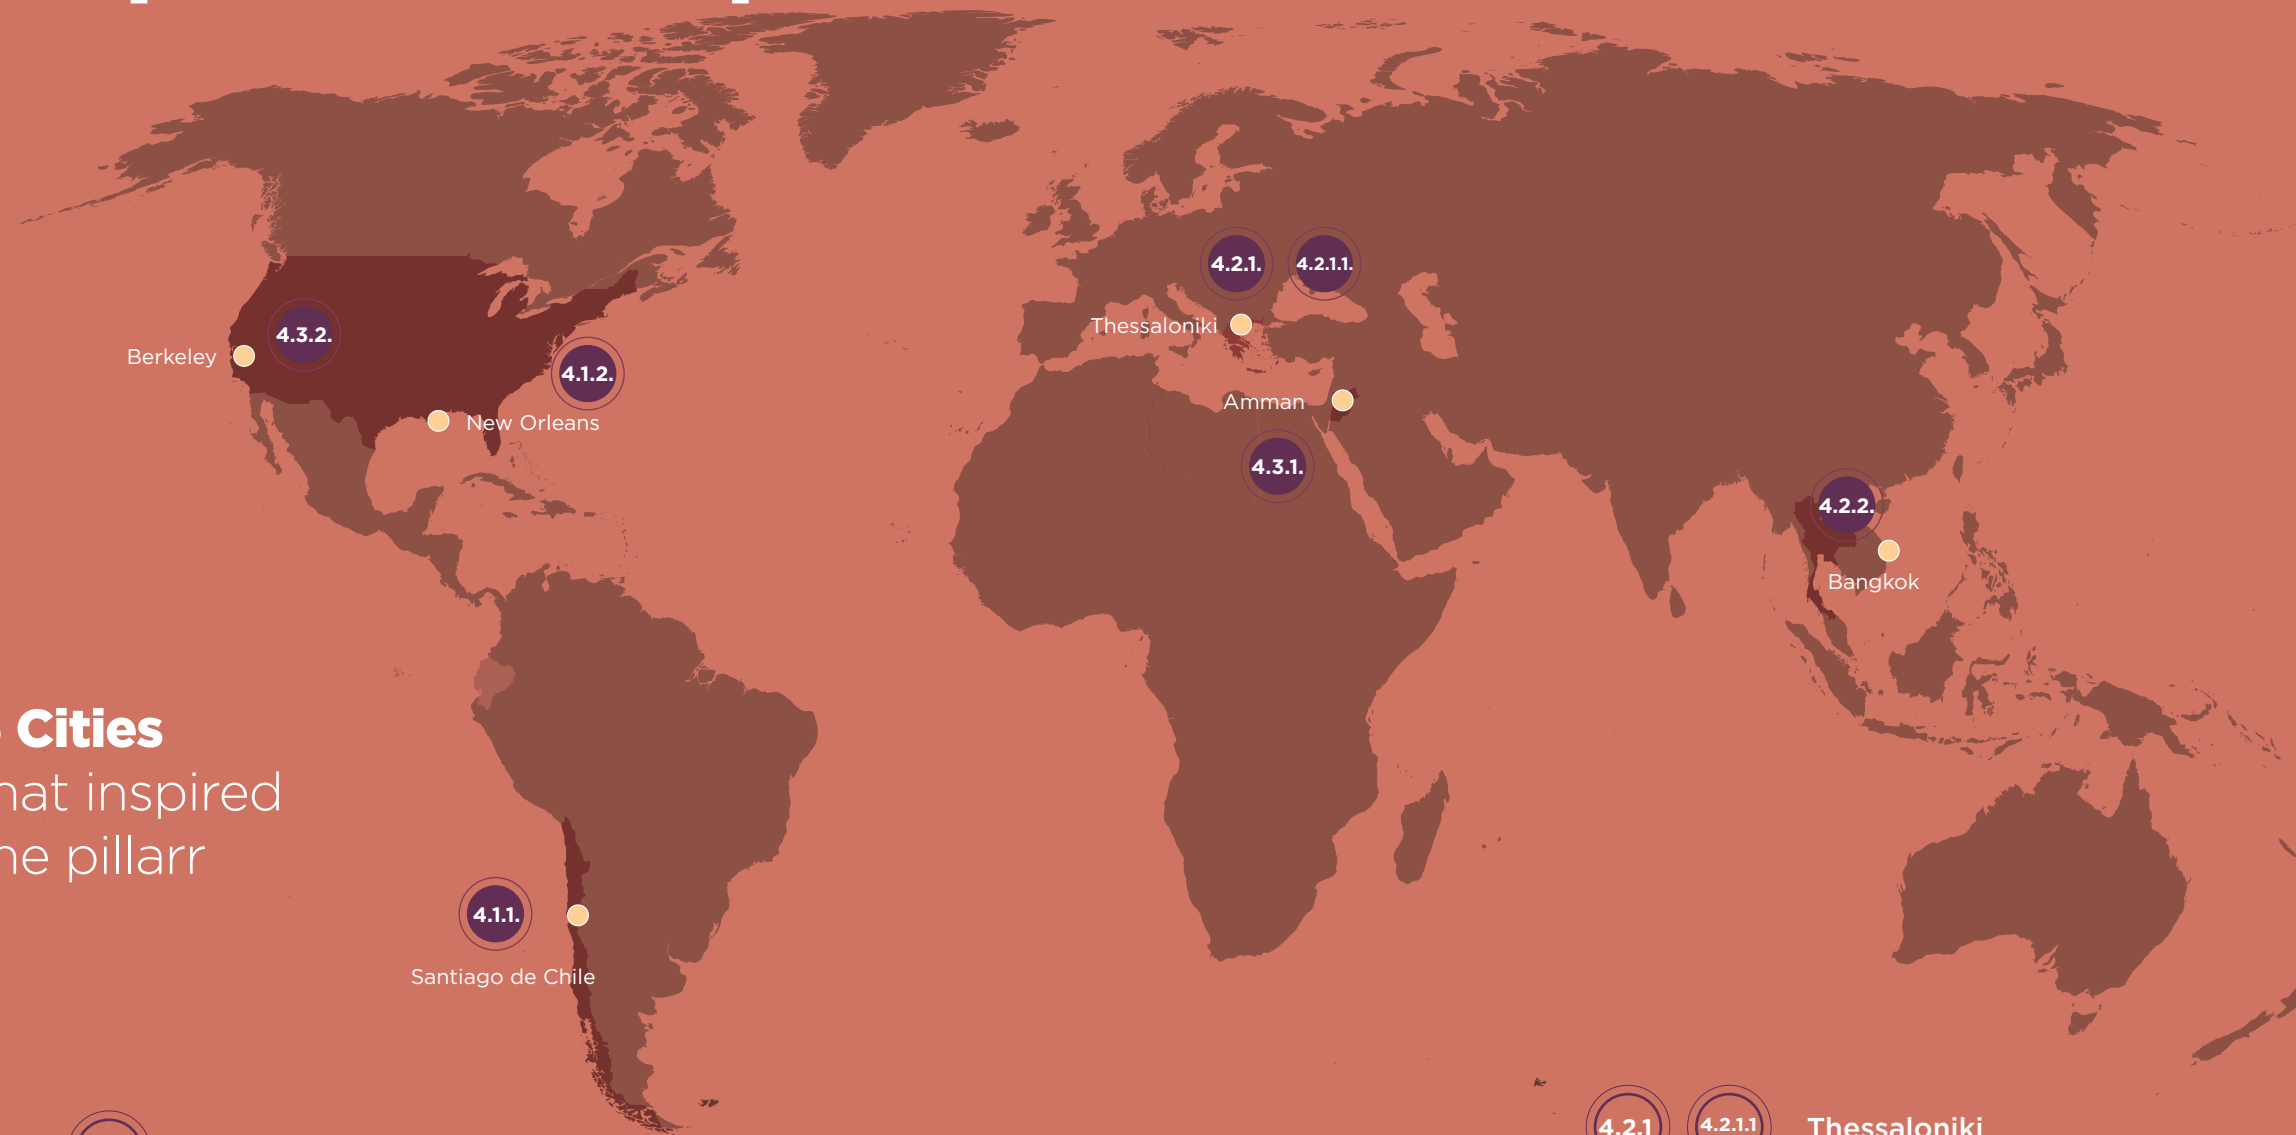 4.2.1.
4.2.1.1.
4.3.2.
Thessaloniki
Berkeley
4.1.2.
New Orleans
Amman
4.3.1.
4.2.2.
Bangkok
Cities
inspired
pillarr
4.1.1.
Santiago de Chile
4.2.1
4.2.1.1
Thessaloniki